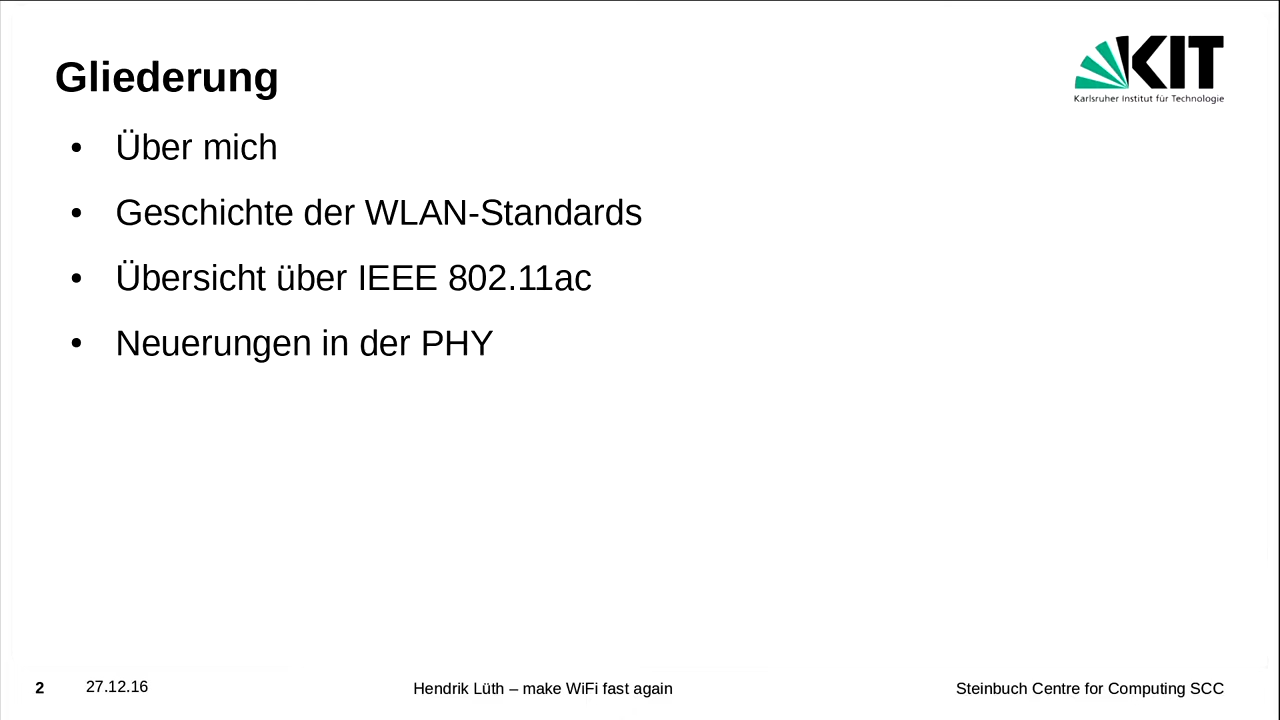 Gliederung
KIT
Karlsruher Institut für Technologie
• Über mich
• Geschichte der WLAN-Standards
• Übersicht über IEEE 802.11ac
• Neuerungen in der PHY
2 27.12.16 Hendrik Lüth – make WiFi fast again Steinbuch Centre for Computing SCC